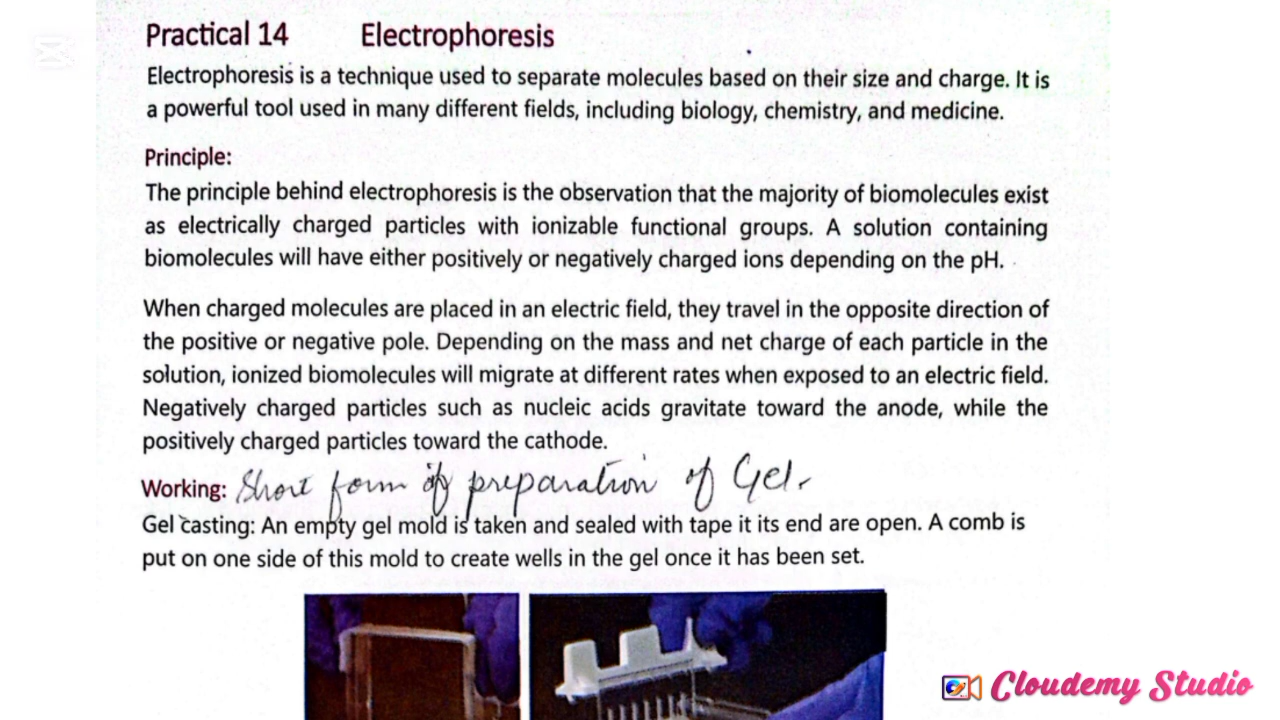 Practical 14 Electrophoresis
Electrophoresis is a technique used to separate molecules based on their size and charge. It is
a powerful tool used in many different fields, including biology, chemistry, and medicine.
Principle:
The principle behind electrophoresis is the observation that the majority of biomolecules exist
as electrically charged particles with ionizable functional groups. A solution containing
biomolecules will have either positively or negatively charged ions depending on the pH.
When charged molecules are placed in an electric field, they travel in the opposite direction of
the positive or negative pole. Depending on the mass and net charge of each particle in the
solution, ionized biomolecules will migrate at different rates when exposed to an electric field.
Negatively charged particles such as nucleic acids gravitate toward the anode, while the
positively charged particles toward the cathode.
Working: Short form of preparation of Gel.
Gel casting: An empty gel mold is taken and sealed with tape it its end are open. A comb is
put on one side of this mold to create wells in the gel once it has been set.
Cloudemy Studio